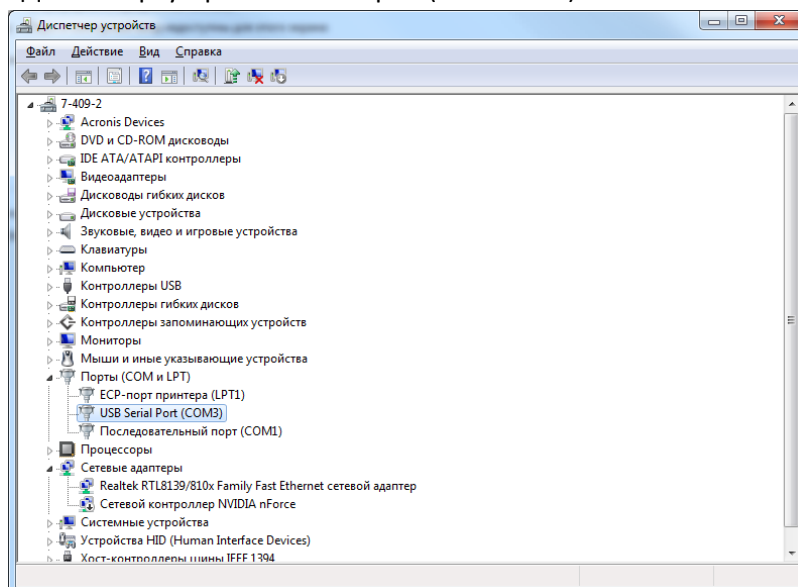 Диспетчер устройств
Файл Действие Вид Справка
7-409-2
Acronis Devices
DVD и CD-ROM дисководы
IDE ATA/ATAPI контроллеры
Видеоадаптеры
Дисководы гибких дисков
Дисковые устройства
Звуковые, видео и игровые устройства
Клавиатуры
Компьютер
Контроллеры USB
Контроллеры гибких дисков
Контроллеры запоминающих устройств
Мониторы
Мыши и иные указывающие устройства
Порты (COM и LPT)
ECP-порт принтера (LPT1)
USB Serial Port (COM3)
Последовательный порт (COM1)
Процессоры
Сетевые адаптеры
Realtek RTL8139/810x Family Fast Ethernet сетевой адаптер
Сетевой контроллер NVIDIA nForce
Системные устройства
Устройства HID (Human Interface Devices)
Хост-контроллеры шины IEEE 1394